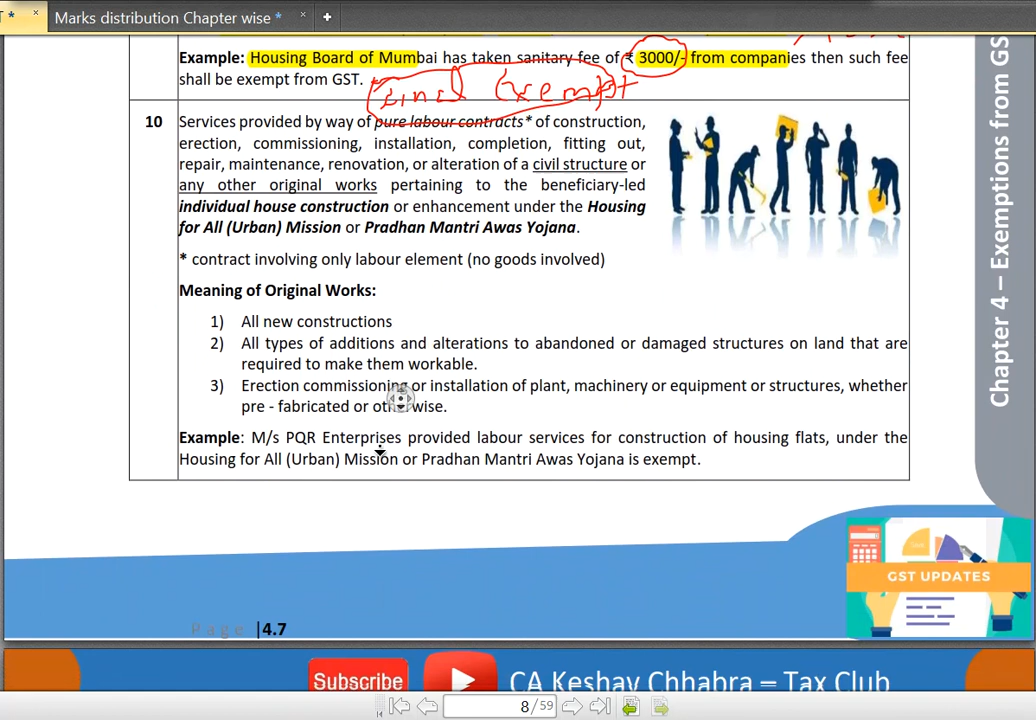 Marks distribution Chapter wise *
Example: Housing Board of Mumbai has taken sanitary fee of ₹ 3000/- from companies then such fee
shall be exempt from GST.
Exempt
10
Services provided by way of pure labour contracts* of construction,
erection, commissioning, installation, completion, fitting out,
repair, maintenance, renovation, or alteration of a civil structure or
any other original works pertaining to the beneficiary-led
individual house construction or enhancement under the Housing
for All (Urban) Mission or Pradhan Mantri Awas Yojana.
* contract involving only labour element (no goods involved)
Meaning of Original Works:
1) All new constructions
2) All types of additions and alterations to abandoned or damaged structures on land that are
required to make them workable.
3) Erection commissioning or installation of plant, machinery or equipment or structures, whether
pre - fabricated or otherwise.
Example: M/s PQR Enterprises provided labour services for construction of housing flats, under the
Housing for All (Urban) Mission or Pradhan Mantri Awas Yojana is exempt.
Chapter 4 – Exemptions from GS
GST UPDATES
Page |4.7
Subscribe
CA Keshav Chhabra – Tax Club
8 / 59